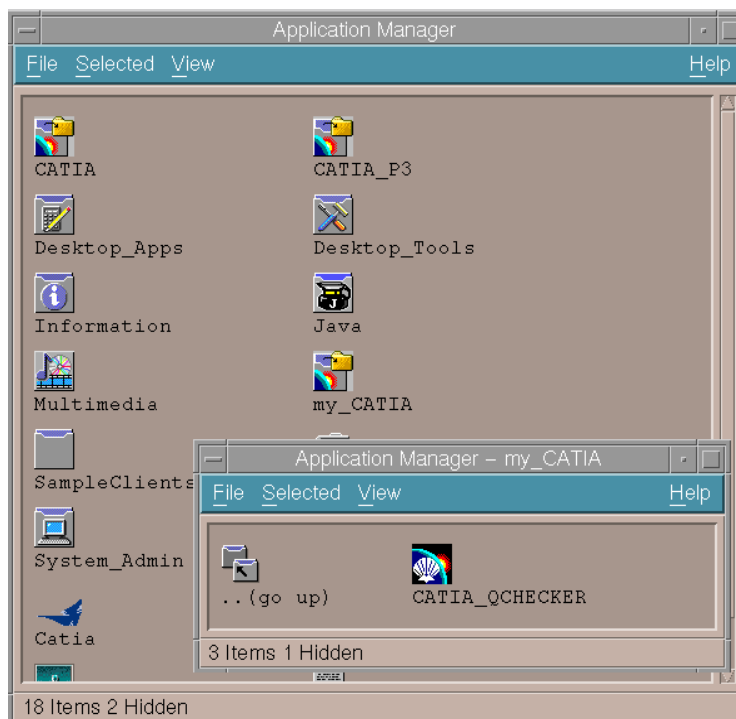 Application Manager
File Selected View Help
CATIA CATIA_P3
Desktop_Apps Desktop_Tools
Information Java
Multimedia my_CATIA
SampleClients
System_Admin
Catia
Application Manager – my_CATIA
File Selected View Help
..(go up) CATIA_QCHECKER
3 Items 1 Hidden
18 Items 2 Hidden